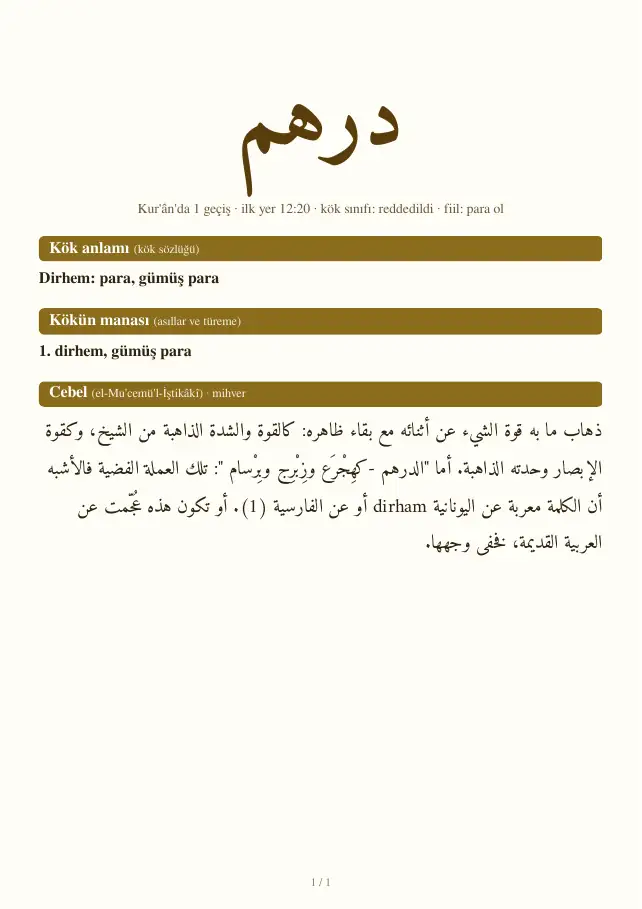 درهم
Kur'ân'da 1 geçiş · ilk yer 12:20 · kök sınıfı: reddedildi · fiil: para ol
Kök anlamı (kök sözlüğü)
Dirhem: para, gümüş para
Kökün manası (asıllar ve türeme)
1. dirhem, gümüş para
Cebel (el-Mu'cemü'l-İştikâkî) · mihver
ذهاب ما به قوة الشيء عن أثنائه مع بقاء ظاهره: كالقوة والشدة الذاهبة من الشيخ، وكقوة
الإبصار وحدته الذاهبة. أما "الدرهم -كهِجْرَع وزِبْرِج وبِرْسام ": تلك العملة الفضية فالأشبه
أن الكلمة معربة عن اليونانية dirham أو عن الفارسية (1). أو تكون هذه عُجّمت عن
العربية القديمة، فخفى وجهها.
1 / 1